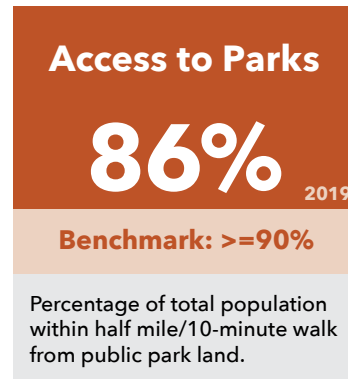 Access to Parks
86%
2019
Benchmark: >=90%
Percentage of total population
within half mile/10-minute walk
from public park land.